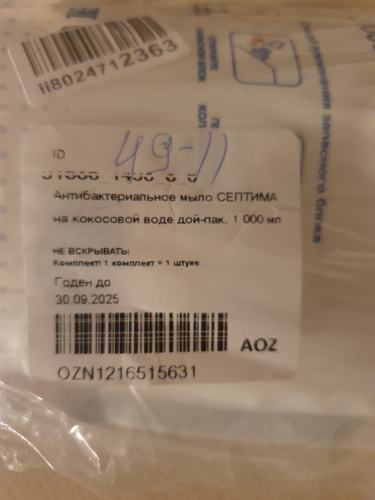 ii8024712363
ID
49-11
Антибактериальное мыло СЕПТИМА
на кокосовой воде дой-пак, 1 000 мл
НЕ ВСКРЫВАТЬ!
Комплект! 1 комплект = 1 штуке
Годен до
30.09.2025
AOZ
OZN1216515631